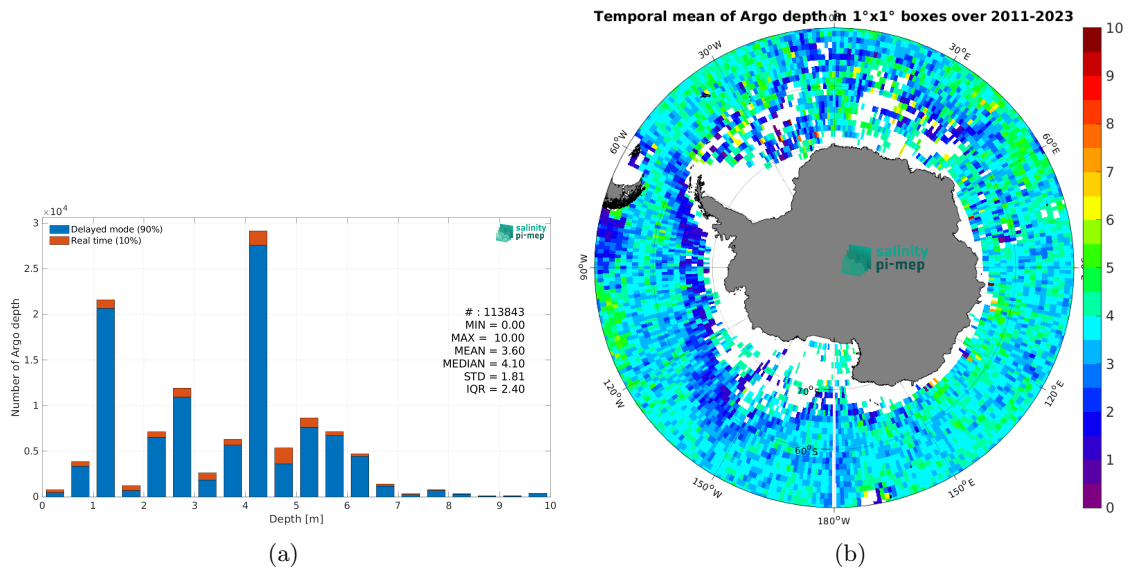 ×10⁴
3
2.5
2
1.5
1
0.5
0
Number of Argo depth
Delayed mode (90%)
Real time (10%)
salinity
pi-mep
# : 113843
MIN = 0.00
MAX = 10.00
MEAN = 3.60
MEDIAN = 4.10
STD = 1.81
IQR = 2.40
0 1 2 3 4 5 6 7 8 9 10
Depth [m]
(a)
Temporal mean of Argo depth in 1°x1° boxes over 2011-2023
30°W
30°E
60°W
60°E
90°W
120°W
120°E
150°W
150°E
180°W
70°S
60°S
salinity
pi-mep
10
9
8
7
6
5
4
3
2
1
0
(b)